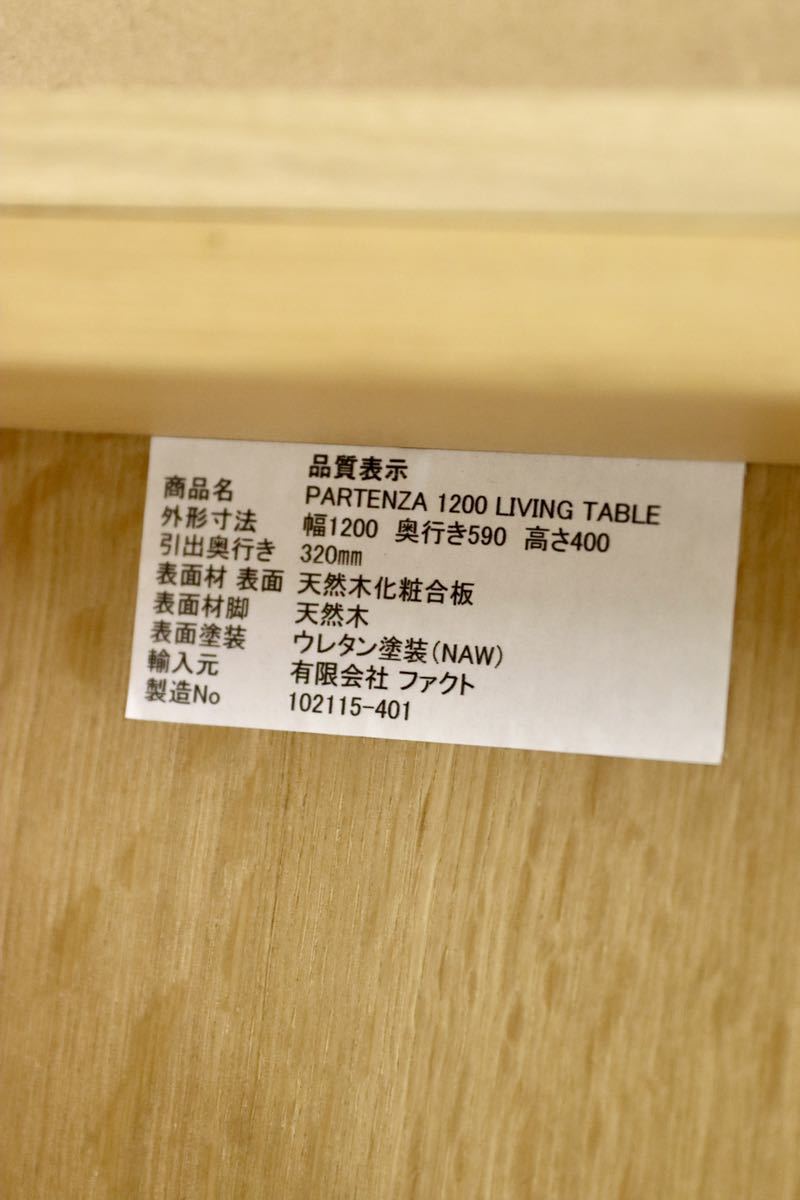 品質表示
商品名 PARTENZA 1200 LIVING TABLE
外形寸法 幅1200 奥行き590 高さ400
引出奥行き 320㎜
表面材 表面 天然木化粧合板
表面材脚 天然木
表面塗装 ウレタン塗装(NAW)
輸入元 有限会社 ファクト
製造No 102115-401